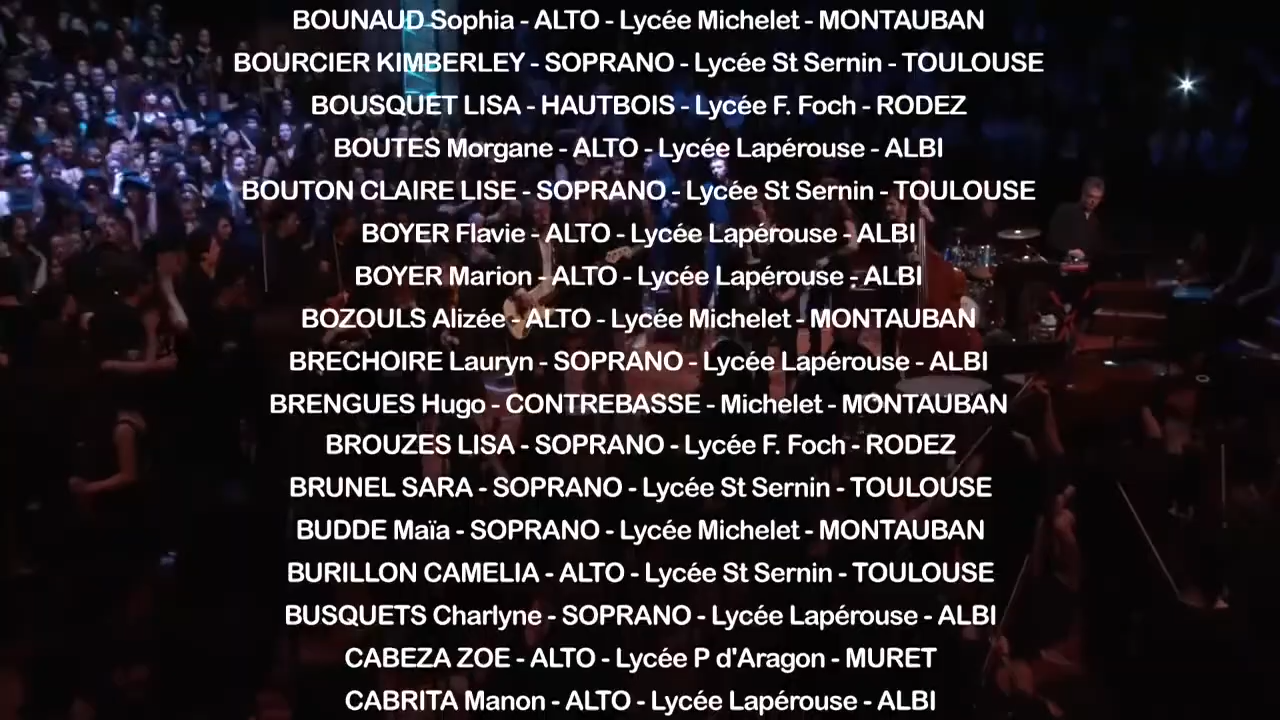 BOUNAUD Sophia - ALTO - Lycée Michelet - MONTAUBAN
BOURCIER KIMBERLEY - SOPRANO - Lycée St Sernin - TOULOUSE
BOUSQUET LISA - HAUTBOIS - Lycée F. Foch - RODEZ
BOUTES Morgane - ALTO - Lycée Lapérouse - ALBI
BOUTON CLAIRE LISE - SOPRANO - Lycée St Sernin - TOULOUSE
BOYER Flavie - ALTO - Lycée Lapérouse - ALBI
BOYER Marion - ALTO - Lycée Lapérouse - ALBI
BOZOULS Alizée - ALTO - Lycée Michelet - MONTAUBAN
BRECHOIRE Lauryn - SOPRANO - Lycée Lapérouse - ALBI
BRENGUES Hugo - CONTREBASSE - Michelet - MONTAUBAN
BROUZES LISA - SOPRANO - Lycée F. Foch - RODEZ
BRUNEL SARA - SOPRANO - Lycée St Sernin - TOULOUSE
BUDDE Maïa - SOPRANO - Lycée Michelet - MONTAUBAN
BURILLON CAMELIA - ALTO - Lycée St Sernin - TOULOUSE
BUSQUETS Charlyne - SOPRANO - Lycée Lapérouse - ALBI
CABEZA ZOE - ALTO - Lycée P d'Aragon - MURET
CABRITA Manon - ALTO - Lycée Lapérouse - ALBI